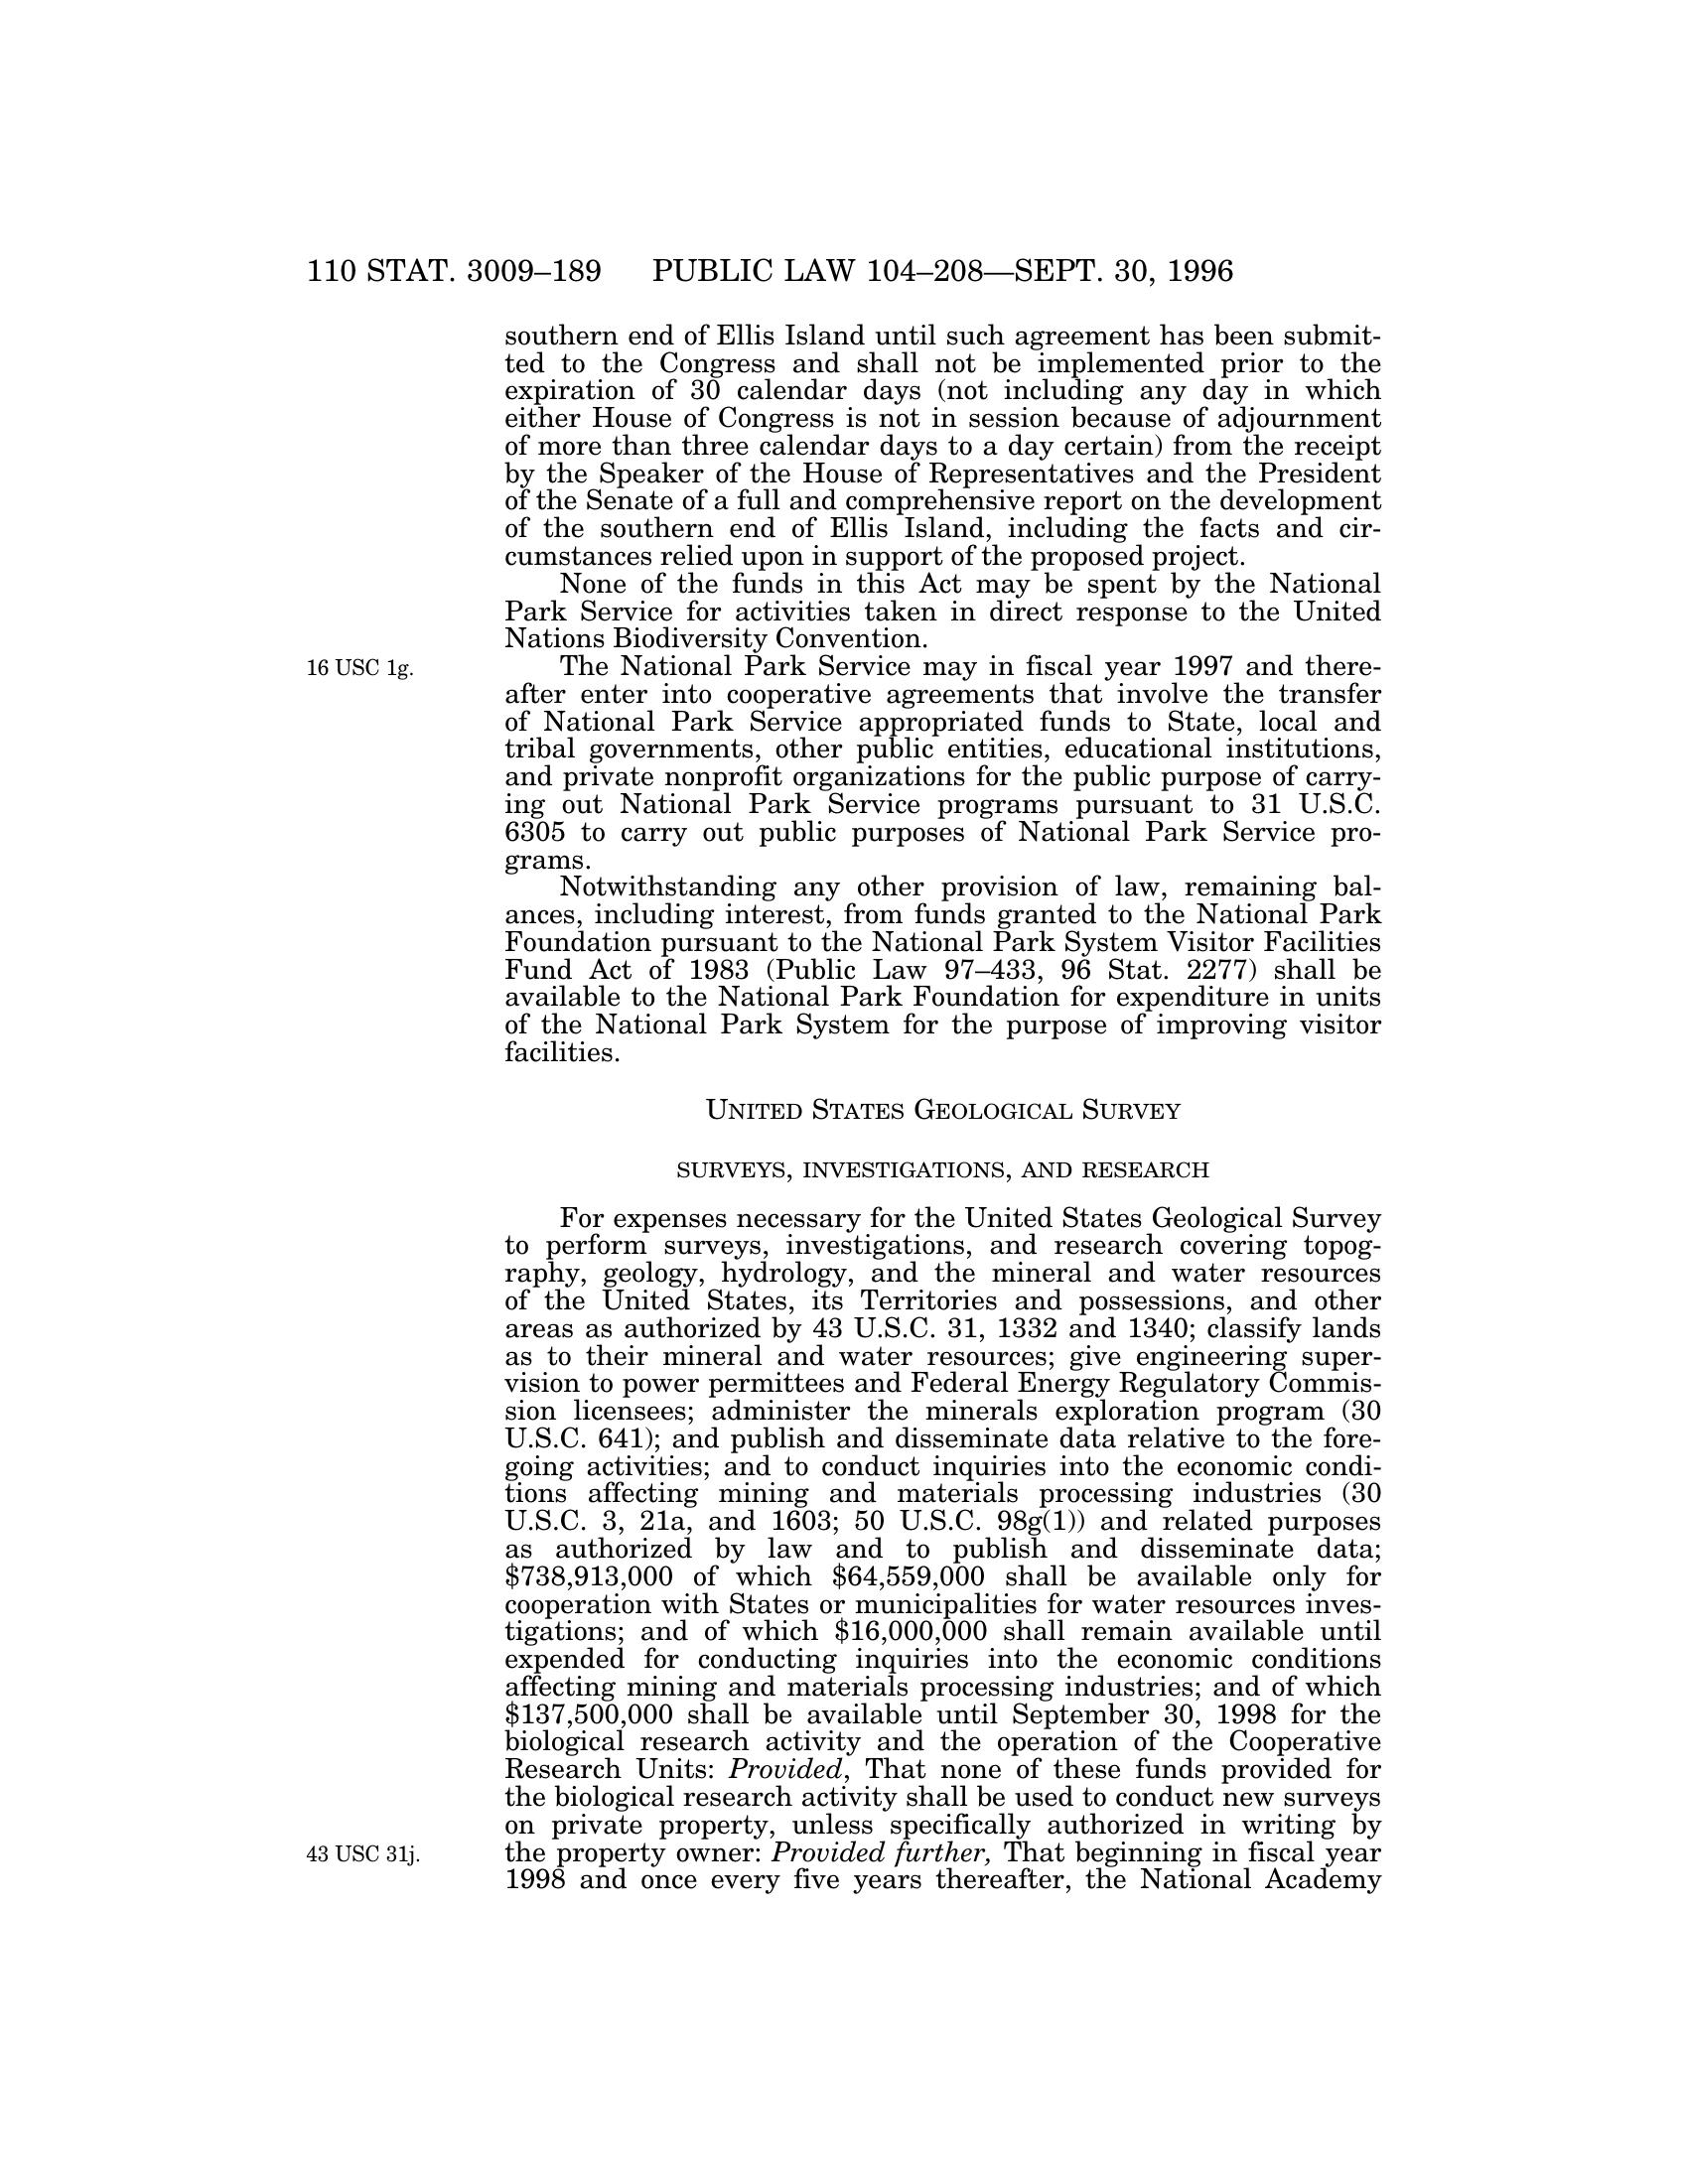 110 STAT. 3009–189 PUBLIC LAW 104–208—SEPT. 30, 1996
southern end of Ellis Island until such agreement has been submit-
ted to the Congress and shall not be implemented prior to the
expiration of 30 calendar days (not including any day in which
either House of Congress is not in session because of adjournment
of more than three calendar days to a day certain) from the receipt
by the Speaker of the House of Representatives and the President
of the Senate of a full and comprehensive report on the development
of the southern end of Ellis Island, including the facts and cir-
cumstances relied upon in support of the proposed project.
None of the funds in this Act may be spent by the National
Park Service for activities taken in direct response to the United
Nations Biodiversity Convention.
16 USC 1g.
The National Park Service may in fiscal year 1997 and there-
after enter into cooperative agreements that involve the transfer
of National Park Service appropriated funds to State, local and
tribal governments, other public entities, educational institutions,
and private nonprofit organizations for the public purpose of carry-
ing out National Park Service programs pursuant to 31 U.S.C.
6305 to carry out public purposes of National Park Service pro-
grams.
Notwithstanding any other provision of law, remaining bal-
ances, including interest, from funds granted to the National Park
Foundation pursuant to the National Park System Visitor Facilities
Fund Act of 1983 (Public Law 97–433, 96 Stat. 2277) shall be
available to the National Park Foundation for expenditure in units
of the National Park System for the purpose of improving visitor
facilities.
UNITED STATES GEOLOGICAL SURVEY
SURVEYS, INVESTIGATIONS, AND RESEARCH
For expenses necessary for the United States Geological Survey
to perform surveys, investigations, and research covering topog-
raphy, geology, hydrology, and the mineral and water resources
of the United States, its Territories and possessions, and other
areas as authorized by 43 U.S.C. 31, 1332 and 1340; classify lands
as to their mineral and water resources; give engineering super-
vision to power permittees and Federal Energy Regulatory Commis-
sion licensees; administer the minerals exploration program (30
U.S.C. 641); and publish and disseminate data relative to the fore-
going activities; and to conduct inquiries into the economic condi-
tions affecting mining and materials processing industries (30
U.S.C. 3, 21a, and 1603; 50 U.S.C. 98g(1)) and related purposes
as authorized by law and to publish and disseminate data;
$738,913,000 of which $64,559,000 shall be available only for
cooperation with States or municipalities for water resources inves-
tigations; and of which $16,000,000 shall remain available until
expended for conducting inquiries into the economic conditions
affecting mining and materials processing industries; and of which
$137,500,000 shall be available until September 30, 1998 for the
biological research activity and the operation of the Cooperative
Research Units: Provided, That none of these funds provided for
the biological research activity shall be used to conduct new surveys
on private property, unless specifically authorized in writing by
43 USC 31j.
the property owner: Provided further, That beginning in fiscal year
1998 and once every five years thereafter, the National Academy